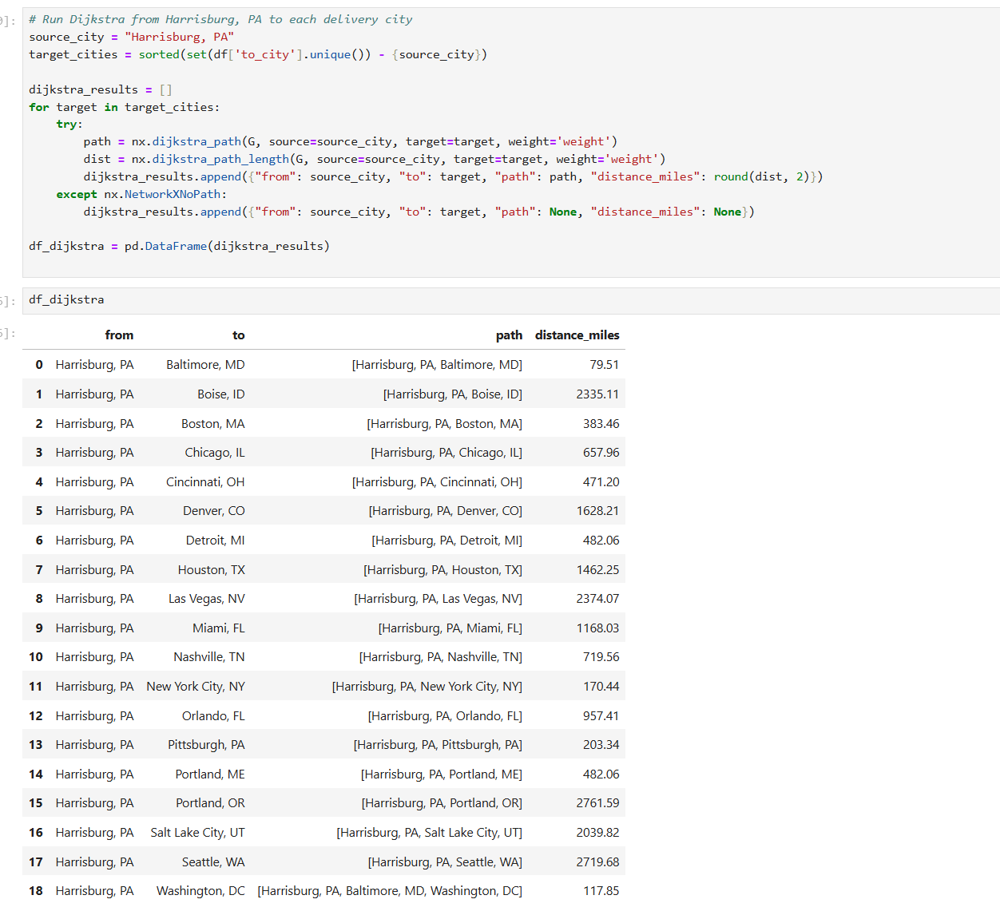 ]:
# Run Dijkstra from Harrisburg, PA to each delivery city
source_city = "Harrisburg, PA"
target_cities = sorted(set(df['to_city'].unique()) - {source_city})
dijkstra_results = []
for target in target_cities:
try:
path = nx.dijkstra_path(G, source=source_city, target=target, weight='weight')
dist = nx.dijkstra_path_length(G, source=source_city, target=target, weight='weight')
dijkstra_results.append({"from": source_city, "to": target, "path": path, "distance_miles": round(dist, 2)})
except nx.NetworkXNoPath:
dijkstra_results.append({"from": source_city, "to": target, "path": None, "distance_miles": None})
df_dijkstra = pd.DataFrame(dijkstra_results)
]: df_dijkstra
]:
from to path distance_miles
0 Harrisburg, PA Baltimore, MD [Harrisburg, PA, Baltimore, MD] 79.51
1 Harrisburg, PA Boise, ID [Harrisburg, PA, Boise, ID] 2335.11
2 Harrisburg, PA Boston, MA [Harrisburg, PA, Boston, MA] 383.46
3 Harrisburg, PA Chicago, IL [Harrisburg, PA, Chicago, IL] 657.96
4 Harrisburg, PA Cincinnati, OH [Harrisburg, PA, Cincinnati, OH] 471.20
5 Harrisburg, PA Denver, CO [Harrisburg, PA, Denver, CO] 1628.21
6 Harrisburg, PA Detroit, MI [Harrisburg, PA, Detroit, MI] 482.06
7 Harrisburg, PA Houston, TX [Harrisburg, PA, Houston, TX] 1462.25
8 Harrisburg, PA Las Vegas, NV [Harrisburg, PA, Las Vegas, NV] 2374.07
9 Harrisburg, PA Miami, FL [Harrisburg, PA, Miami, FL] 1168.03
10 Harrisburg, PA Nashville, TN [Harrisburg, PA, Nashville, TN] 719.56
11 Harrisburg, PA New York City, NY [Harrisburg, PA, New York City, NY] 170.44
12 Harrisburg, PA Orlando, FL [Harrisburg, PA, Orlando, FL] 957.41
13 Harrisburg, PA Pittsburgh, PA [Harrisburg, PA, Pittsburgh, PA] 203.34
14 Harrisburg, PA Portland, ME [Harrisburg, PA, Portland, ME] 482.06
15 Harrisburg, PA Portland, OR [Harrisburg, PA, Portland, OR] 2761.59
16 Harrisburg, PA Salt Lake City, UT [Harrisburg, PA, Salt Lake City, UT] 2039.82
17 Harrisburg, PA Seattle, WA [Harrisburg, PA, Seattle, WA] 2719.68
18 Harrisburg, PA Washington, DC [Harrisburg, PA, Baltimore, MD, Washington, DC] 117.85